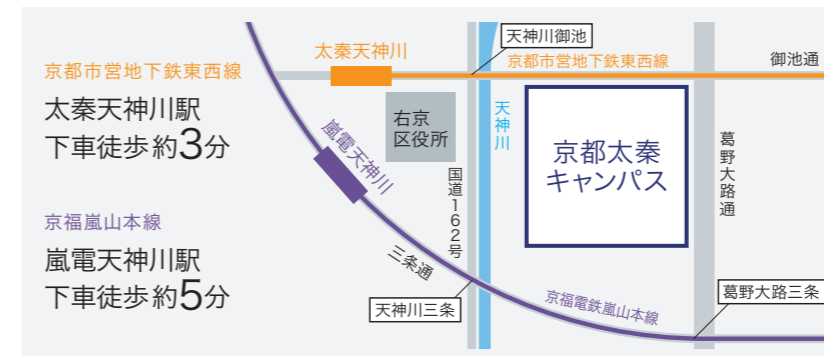 京都市営地下鉄東西線
太秦天神川駅
下車徒歩 約3分
京福嵐山本線
嵐電天神川駅
下車徒歩 約5分
天神川御池
太秦天神川
京都市営地下鉄東西線
御池通
右京
区役所
天神川
嵐電天神川
国道162号
京都太秦
キャンパス
葛野大路通
三条通
天神川三条
京福電鉄嵐山本線
葛野大路三条